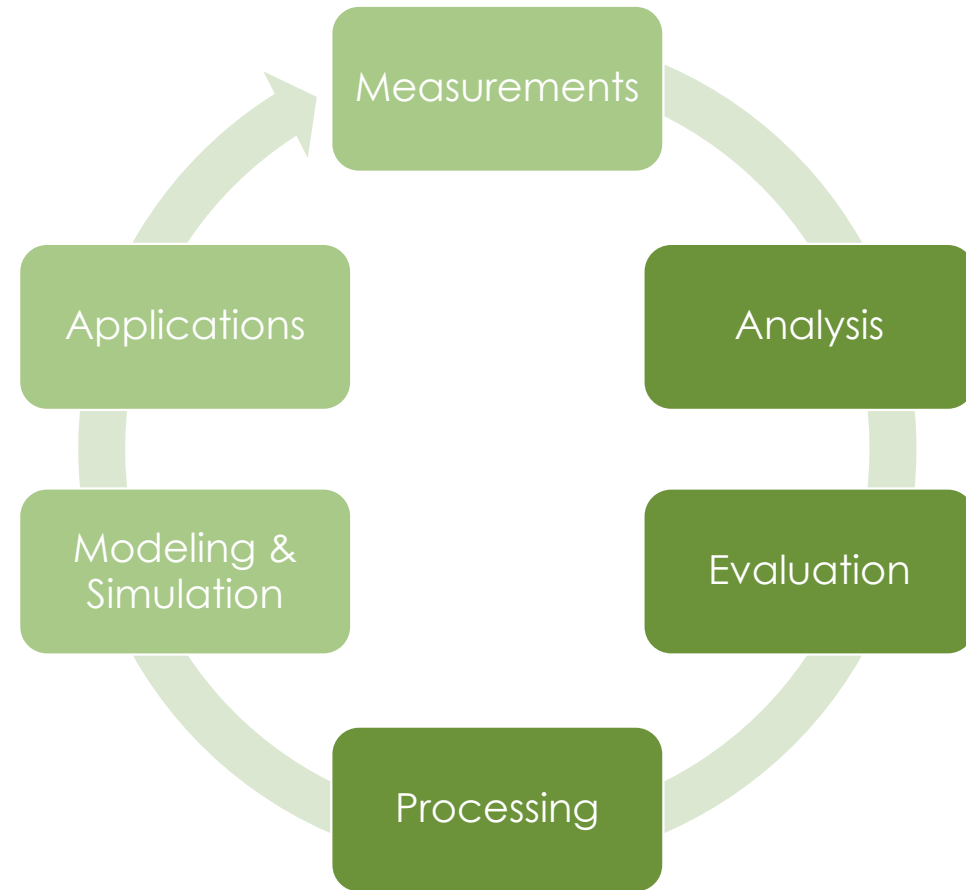 Measurements
Analysis
Evaluation
Processing
Modeling &
Simulation
Applications